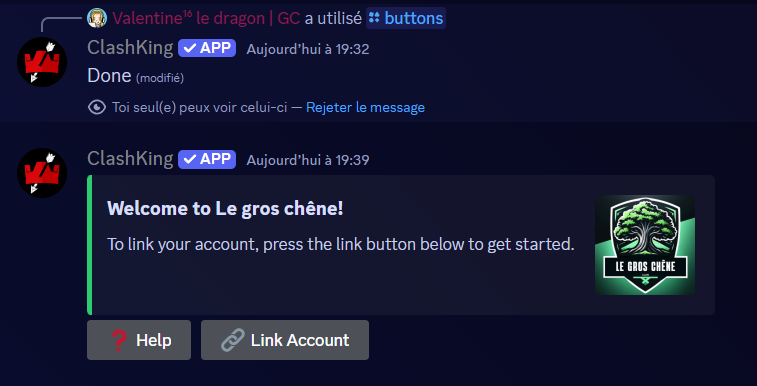 Valentine¹⁶ le dragon | GC a utilisé buttons
ClashKing APP Aujourd'hui à 19:32
Done (modifié)
Toi seul(e) peux voir celui-ci — Rejeter le message
ClashKing APP Aujourd'hui à 19:39
Welcome to Le gros chêne!
To link your account, press the link button below to get started.
LE GROS CHÊNE
Help
Link Account